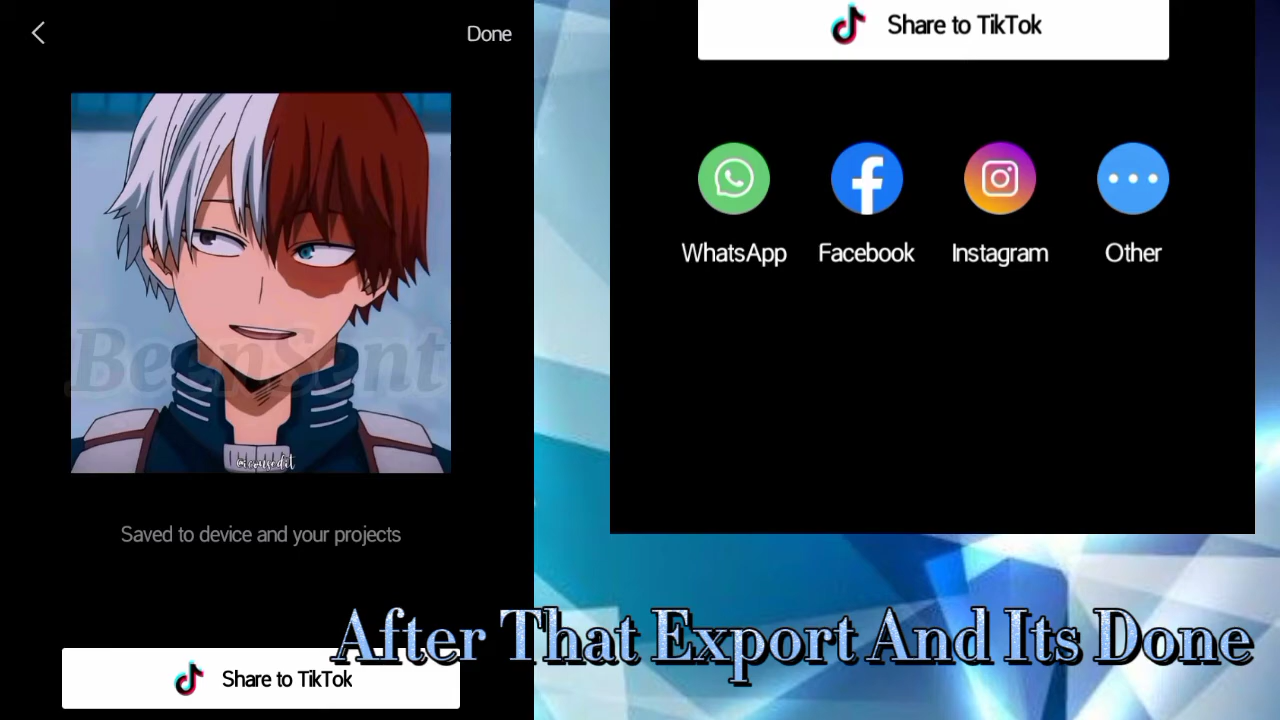 Done
BeenSent
Saved to device and your projects
Share to TikTok
Share to TikTok
WhatsApp Facebook Instagram Other
After That Export And Its Done